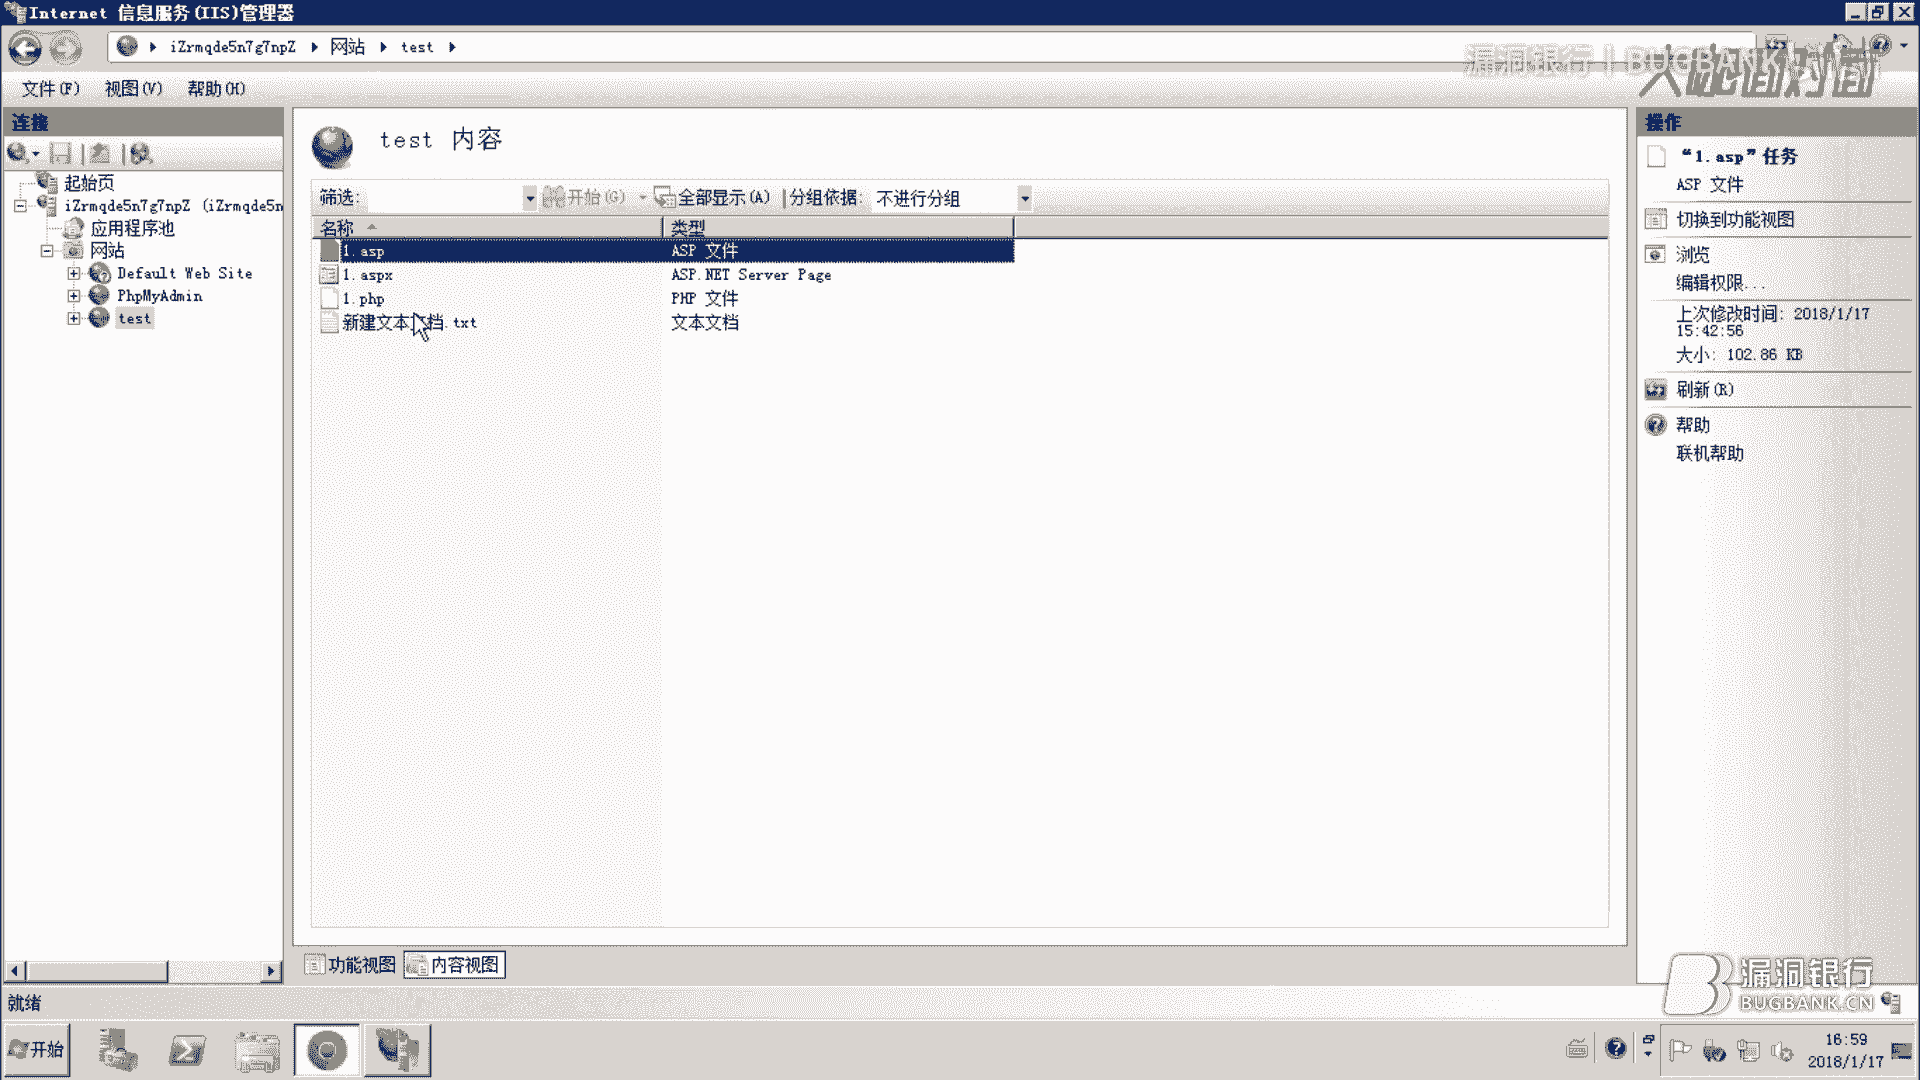 Internet 信息服务(IIS)管理器
iZrmqde5n7g7npZ 网站 test
漏洞银行 | BUGBANK
大咖面对面
文件(F) 视图(V) 帮助(H)
连接
起始页
iZrmqde5n7g7npZ (iZrmqde5n
应用程序池
网站
Default Web Site
PhpMyAdmin
test
test 内容
筛选: 开始(G) 全部显示(A) 分组依据: 不进行分组
名称 类型
1.asp ASP 文件
1.aspx ASP.NET Server Page
1.php PHP 文件
新建文本文档.txt 文本文档
操作
“1.asp”任务
ASP 文件
切换到功能视图
浏览
编辑权限...
上次修改时间: 2018/1/17
15:42:56
大小: 102.86 KB
刷新(R)
帮助
联机帮助
功能视图 内容视图
漏洞银行
BUGBANK.CN
就绪
开始
16:59
2018/1/17